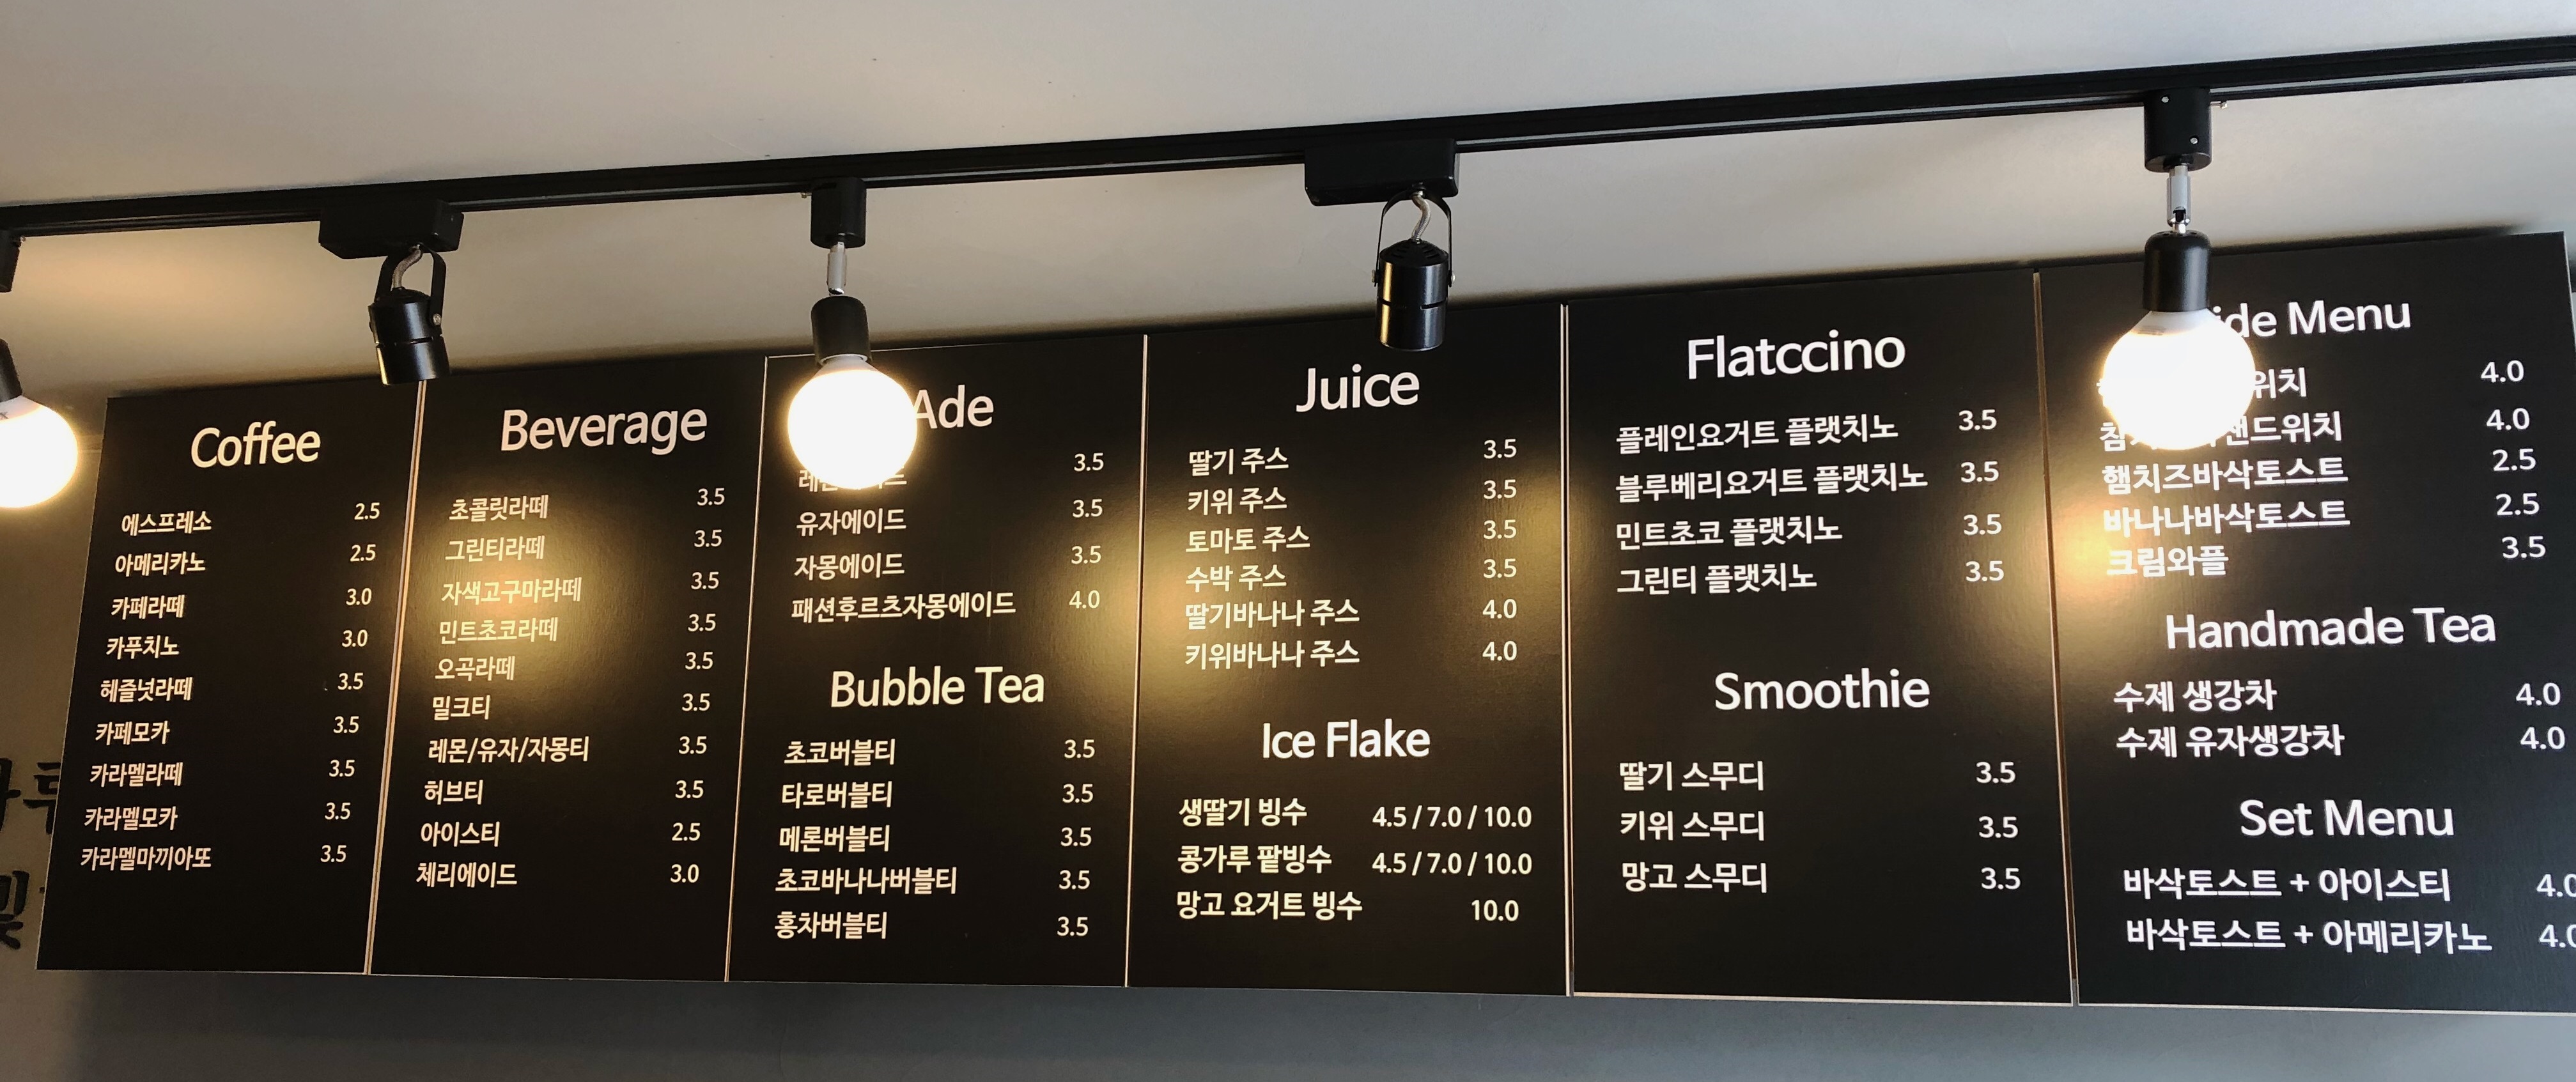 Coffee
에스프레소 2.5
아메리카노 2.5
카페라떼 3.0
카푸치노 3.0
헤즐넛라떼 3.5
카페모카 3.5
카라멜라떼 3.5
카라멜모카 3.5
카라멜마끼아또 3.5
Beverage
초콜릿라떼 3.5
그린티라떼 3.5
자색고구마라떼 3.5
민트초코라떼 3.5
오곡라떼 3.5
밀크티 3.5
레몬/유자/자몽티 3.5
허브티 3.5
아이스티 2.5
체리에이드 3.0
Ade
3.5
유자에이드 3.5
자몽에이드 3.5
패션후르츠자몽에이드 4.0
Bubble Tea
초코버블티 3.5
타로버블티 3.5
메론버블티 3.5
초코바나나버블티 3.5
홍차버블티 3.5
Juice
딸기 주스 3.5
키위 주스 3.5
토마토 주스 3.5
수박 주스 3.5
딸기바나나 주스 4.0
키위바나나 주스 4.0
Ice Flake
생딸기 빙수 4.5 / 7.0 / 10.0
콩가루 팥빙수 4.5 / 7.0 / 10.0
망고 요거트 빙수 10.0
Flatccino
플레인요거트 플랫치노 3.5
블루베리요거트 플랫치노 3.5
민트초코 플랫치노 3.5
그린티 플랫치노 3.5
Smoothie
딸기 스무디 3.5
키위 스무디 3.5
망고 스무디 3.5
Menu
4.0
4.0
햄치즈바삭토스트 2.5
바나나바삭토스트 2.5
크림와플 3.5
Handmade Tea
수제 생강차 4.0
수제 유자생강차 4.0
Set Menu
바삭토스트 + 아이스티 4.0
바삭토스트 + 아메리카노 4.0